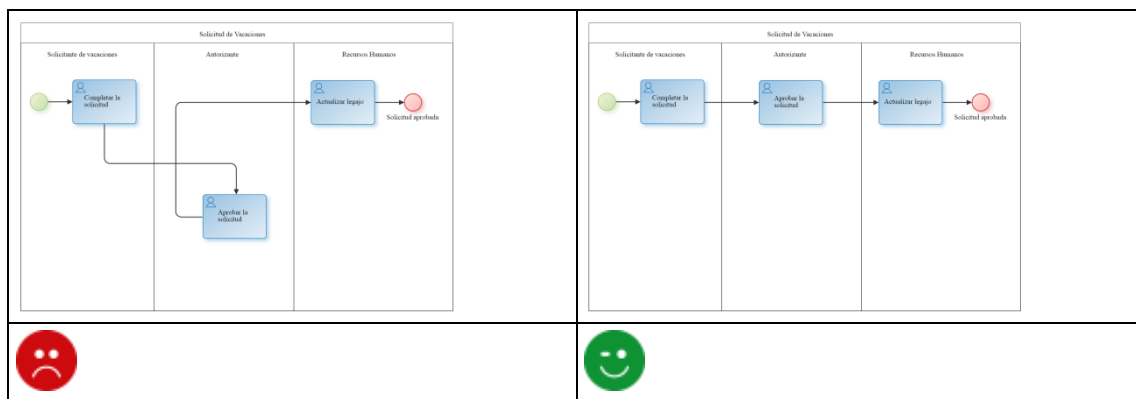 Solicitud de Vacaciones
Solicitante de vacaciones
Autorizante
Recursos Humanos
Completar la
solicitud
Actualizar legajo
Solicitud aprobada
Aprobar la
solicitud
Solicitud de Vacaciones
Solicitante de vacaciones
Autorizante
Recursos Humanos
Completar la
solicitud
Aprobar la
solicitud
Actualizar legajo
Solicitud aprobada